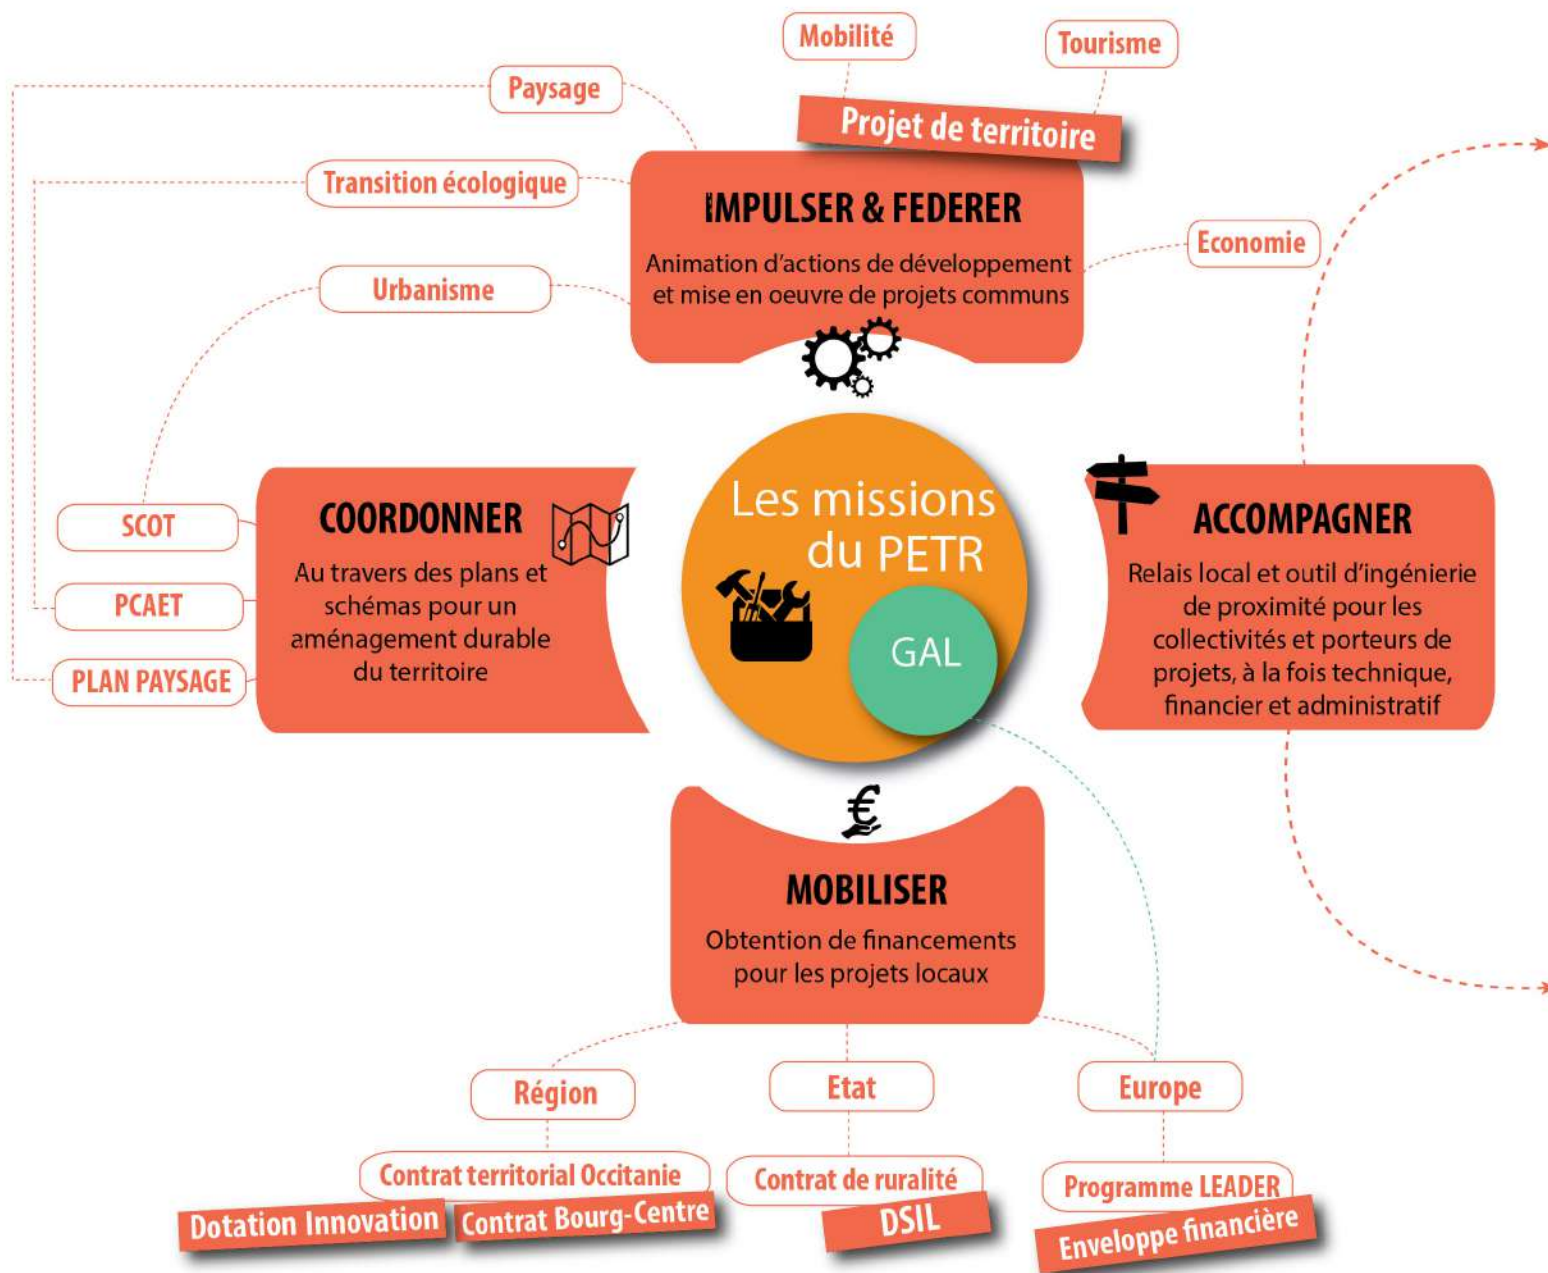 Mobilité
Tourisme
Paysage
Projet de territoire
Transition écologique
IMPULSER & FEDERER
Economie
Animation d'actions de développement
et mise en oeuvre de projets communs
Urbanisme
Les missions
du PETR
GAL
COORDONNER
Au travers des plans et
schémas pour un
aménagement durable
du territoire
SCOT
PCAET
PLAN PAYSAGE
ACCOMPAGNER
Relais local et outil d'ingénierie
de proximité pour les
collectivités et porteurs de
projets, à la fois technique,
financier et administratif
€
MOBILISER
Obtention de financements
pour les projets locaux
Région
Etat
Europe
Contrat territorial Occitanie
Dotation Innovation
Contrat Bourg-Centre
Contrat de ruralité
DSIL
Programme LEADER
Enveloppe financière